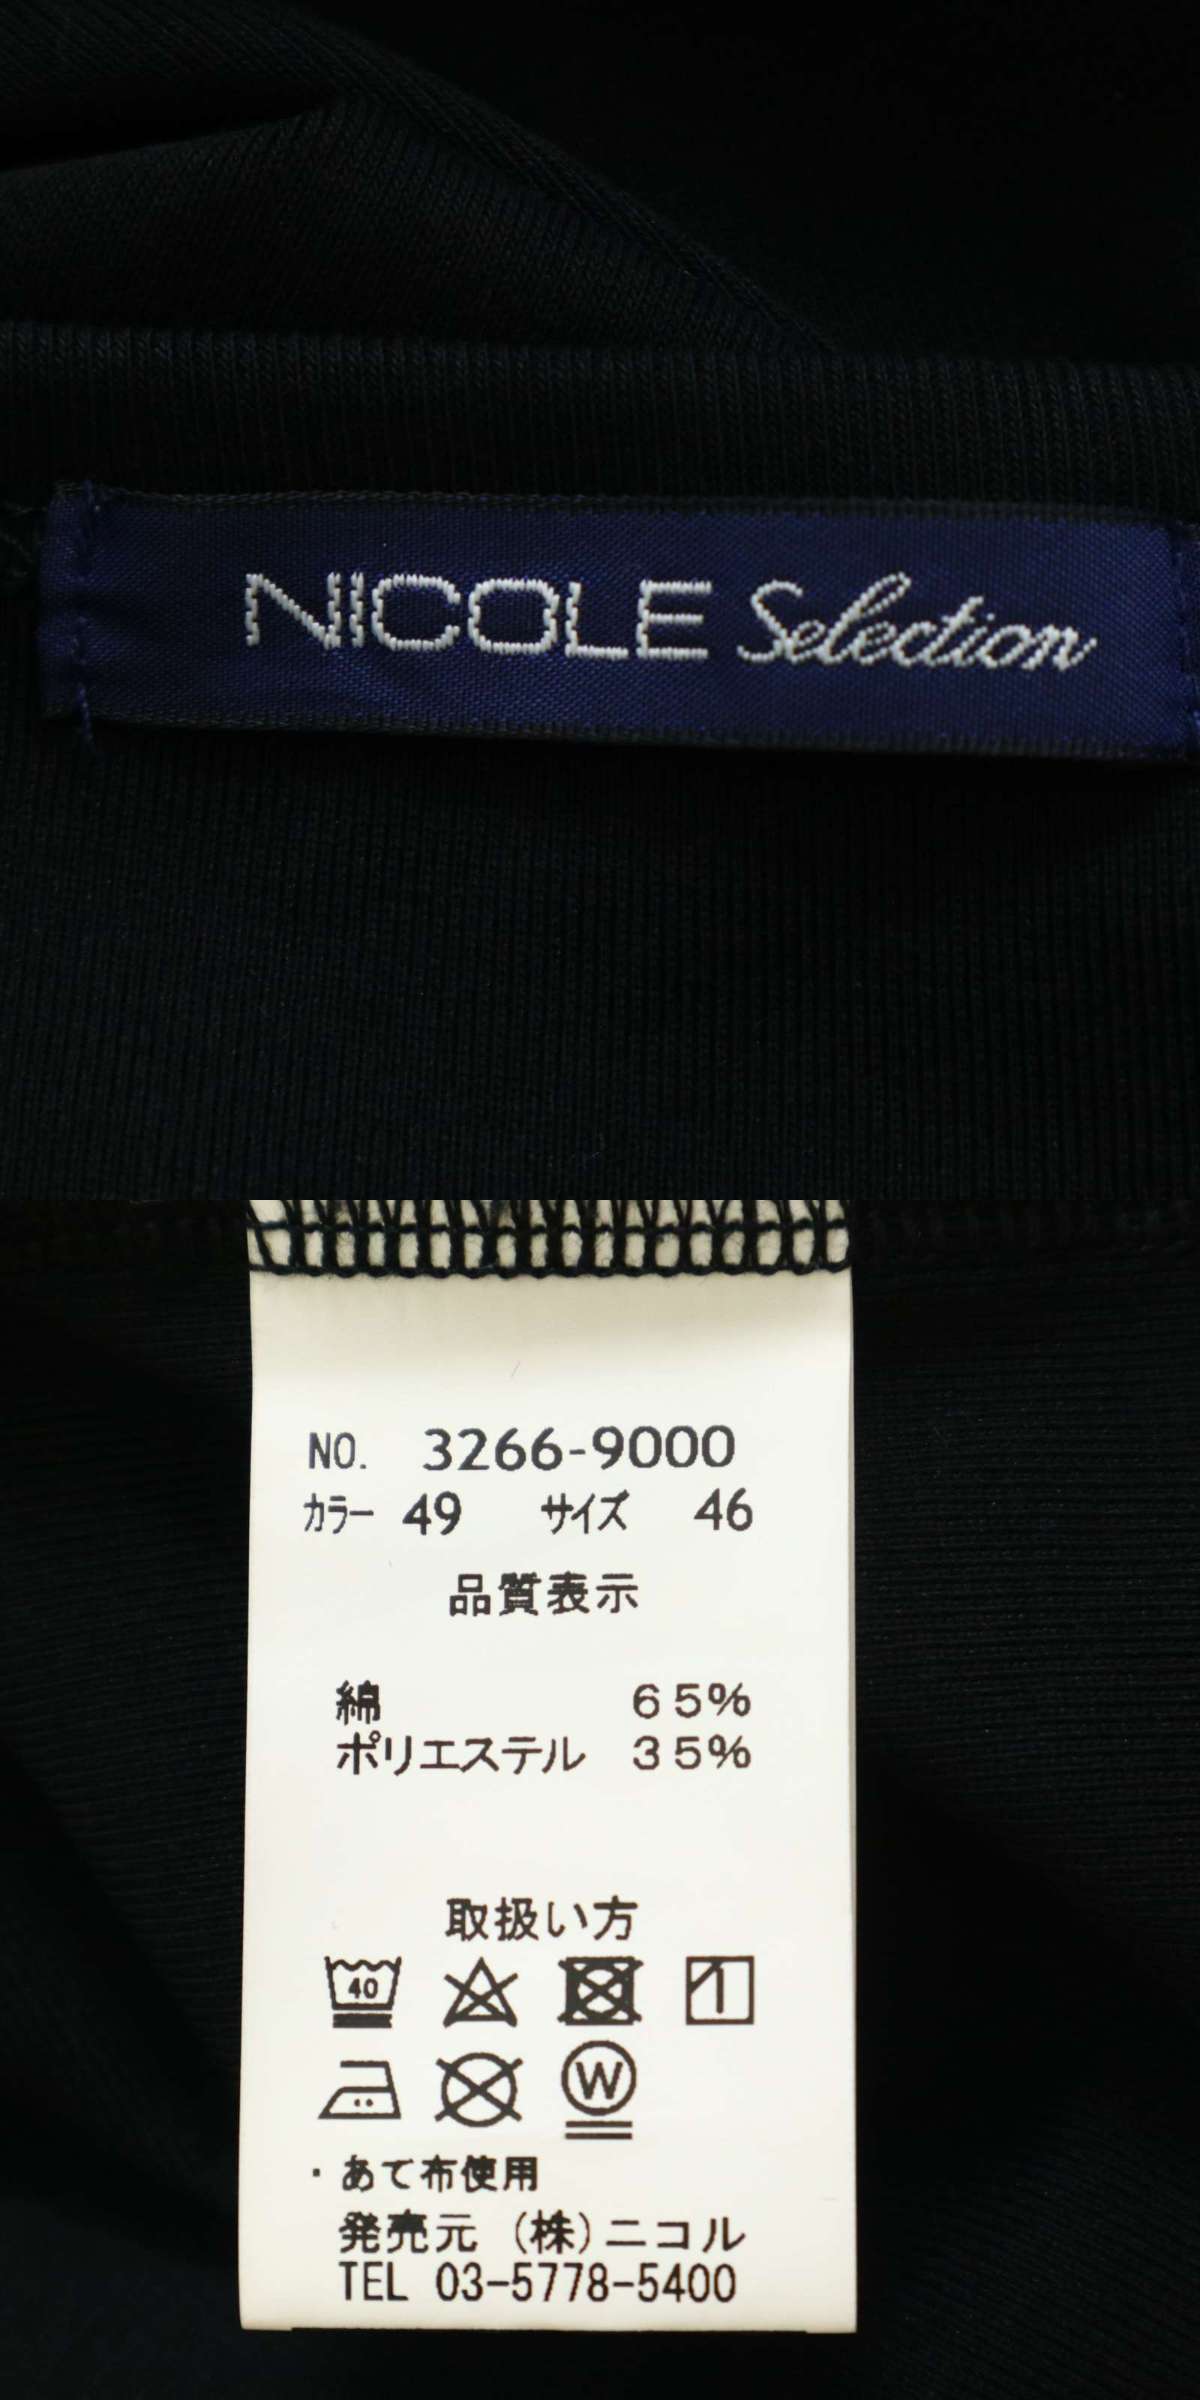 NICOLE Selection
NO. 3266-9000
カラー 49 サイズ 46
品質表示
綿 65%
ポリエステル 35%
取扱い方
40
W
・あて布使用
発売元 (株)ニコル
TEL 03-5778-5400